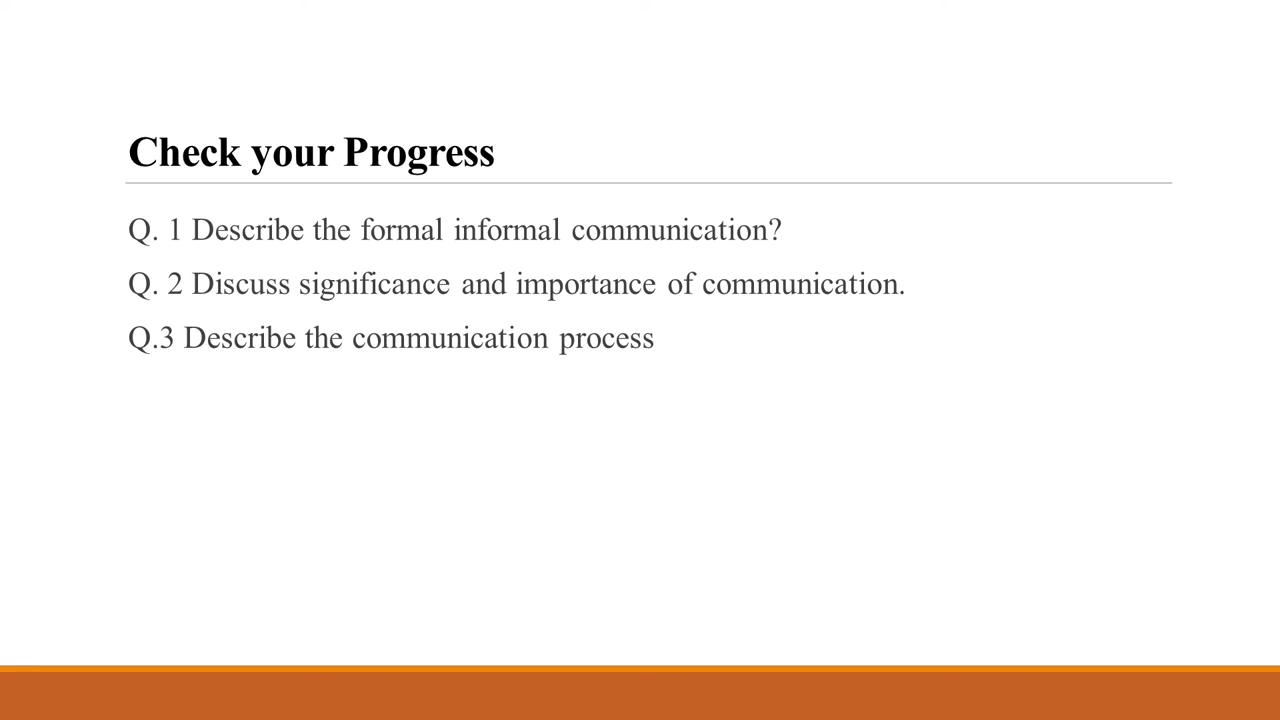 Check your Progress
Q. 1 Describe the formal informal communication?
Q. 2 Discuss significance and importance of communication.
Q.3 Describe the communication process